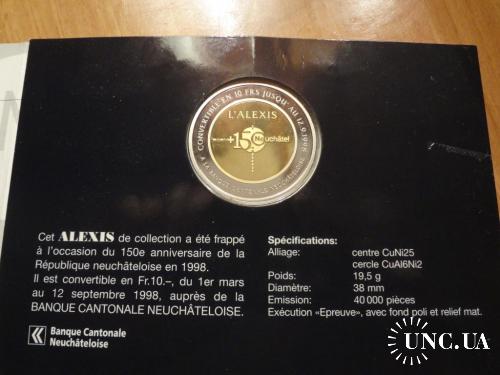 CONVERTIBLE EN 10 FRS JUSQU'AU 12.9.1998
L'ALEXIS
+150 Neuchâtel
A LA BANQUE CANTONALE NEUCHÂTELOISE
Cet ALEXIS de collection a été frappé
à l'occasion du 150e anniversaire de la
République neuchâteloise en 1998.
Il est convertible en Fr.10.–, du 1er mars
au 12 septembre 1998, auprès de la
BANQUE CANTONALE NEUCHÂTELOISE.
Banque Cantonale
Neuchâteloise
Spécifications:
Alliage: centre CuNi25
cercle CuAl6Ni2
Poids: 19,5 g
Diamètre: 38 mm
Emission: 40 000 pièces
Exécution «Epreuve», avec fond poli et relief mat.
UNC.UA